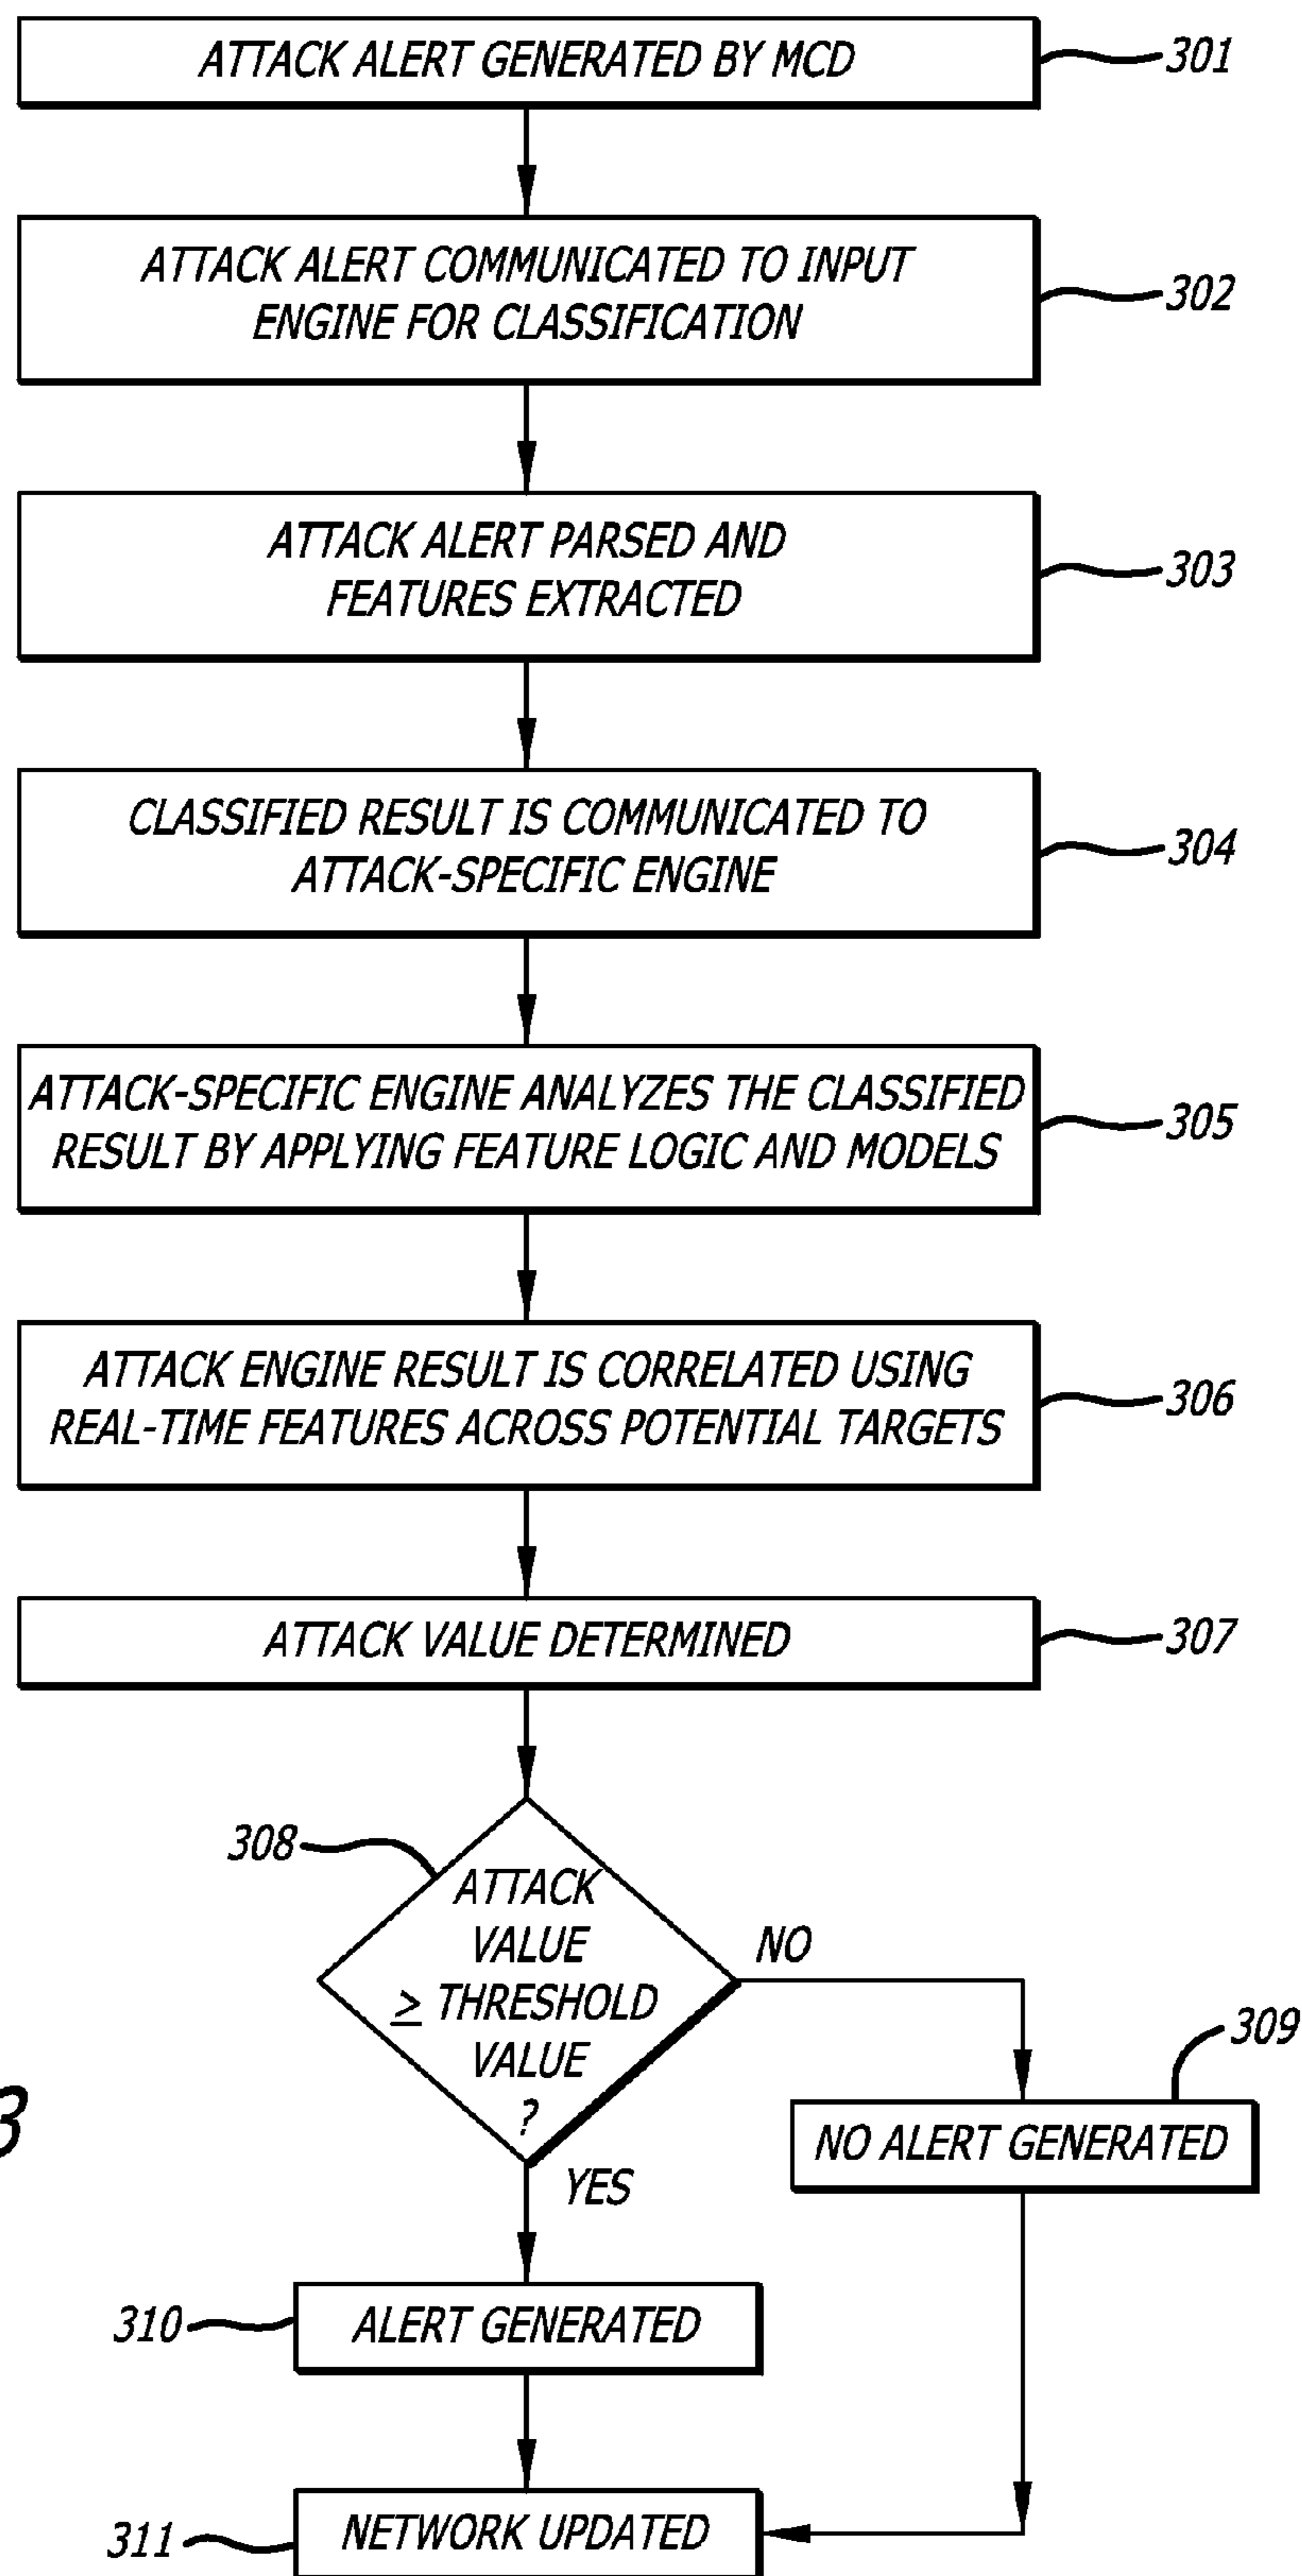 ATTACK ALERT GENERATED BY MCD
301
ATTACK ALERT COMMUNICATED TO INPUT
ENGINE FOR CLASSIFICATION
302
ATTACK ALERT PARSED AND
FEATURES EXTRACTED
303
CLASSIFIED RESULT IS COMMUNICATED TO
ATTACK-SPECIFIC ENGINE
304
ATTACK-SPECIFIC ENGINE ANALYZES THE CLASSIFIED
RESULT BY APPLYING FEATURE LOGIC AND MODELS
305
ATTACK ENGINE RESULT IS CORRELATED USING
REAL-TIME FEATURES ACROSS POTENTIAL TARGETS
306
ATTACK VALUE DETERMINED
307
308
ATTACK
VALUE
≥ THRESHOLD
VALUE
?
NO
YES
309
NO ALERT GENERATED
3
310
ALERT GENERATED
311
NETWORK UPDATED